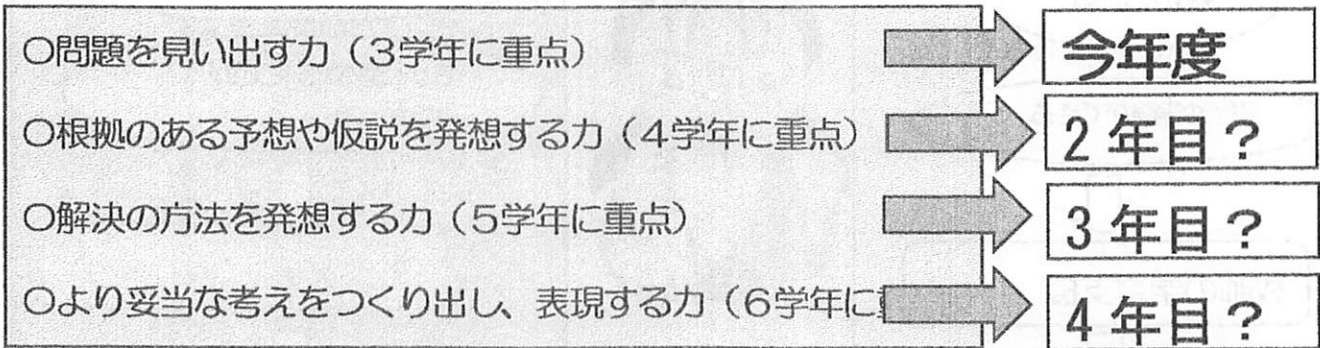 ○問題を見い出す力（3学年に重点） 今年度
○根拠のある予想や仮説を発想する力（4学年に重点） 2年目？
○解決の方法を発想する力（5学年に重点） 3年目？
○より妥当な考えをつくり出し、表現する力（6学年に 4年目？